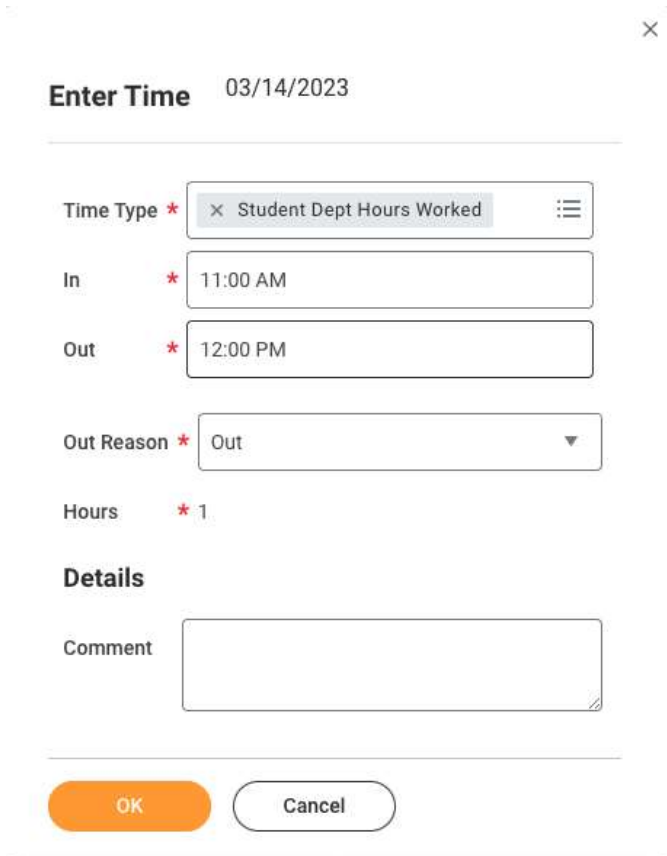 Enter Time 03/14/2023
Time Type * × Student Dept Hours Worked
In * 11:00 AM
Out * 12:00 PM
Out Reason * Out
Hours * 1
Details
Comment
OK Cancel